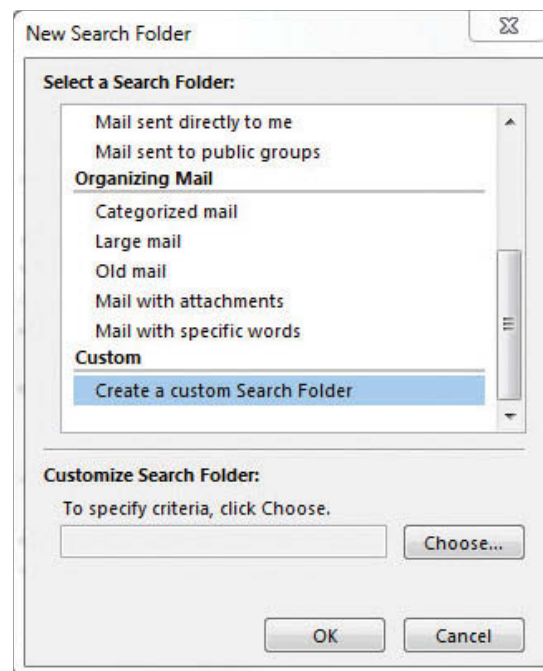 New Search Folder
Select a Search Folder:
Mail sent directly to me
Mail sent to public groups
Organizing Mail
Categorized mail
Large mail
Old mail
Mail with attachments
Mail with specific words
Custom
Create a custom Search Folder
Customize Search Folder:
To specify criteria, click Choose.
Choose...
OK Cancel